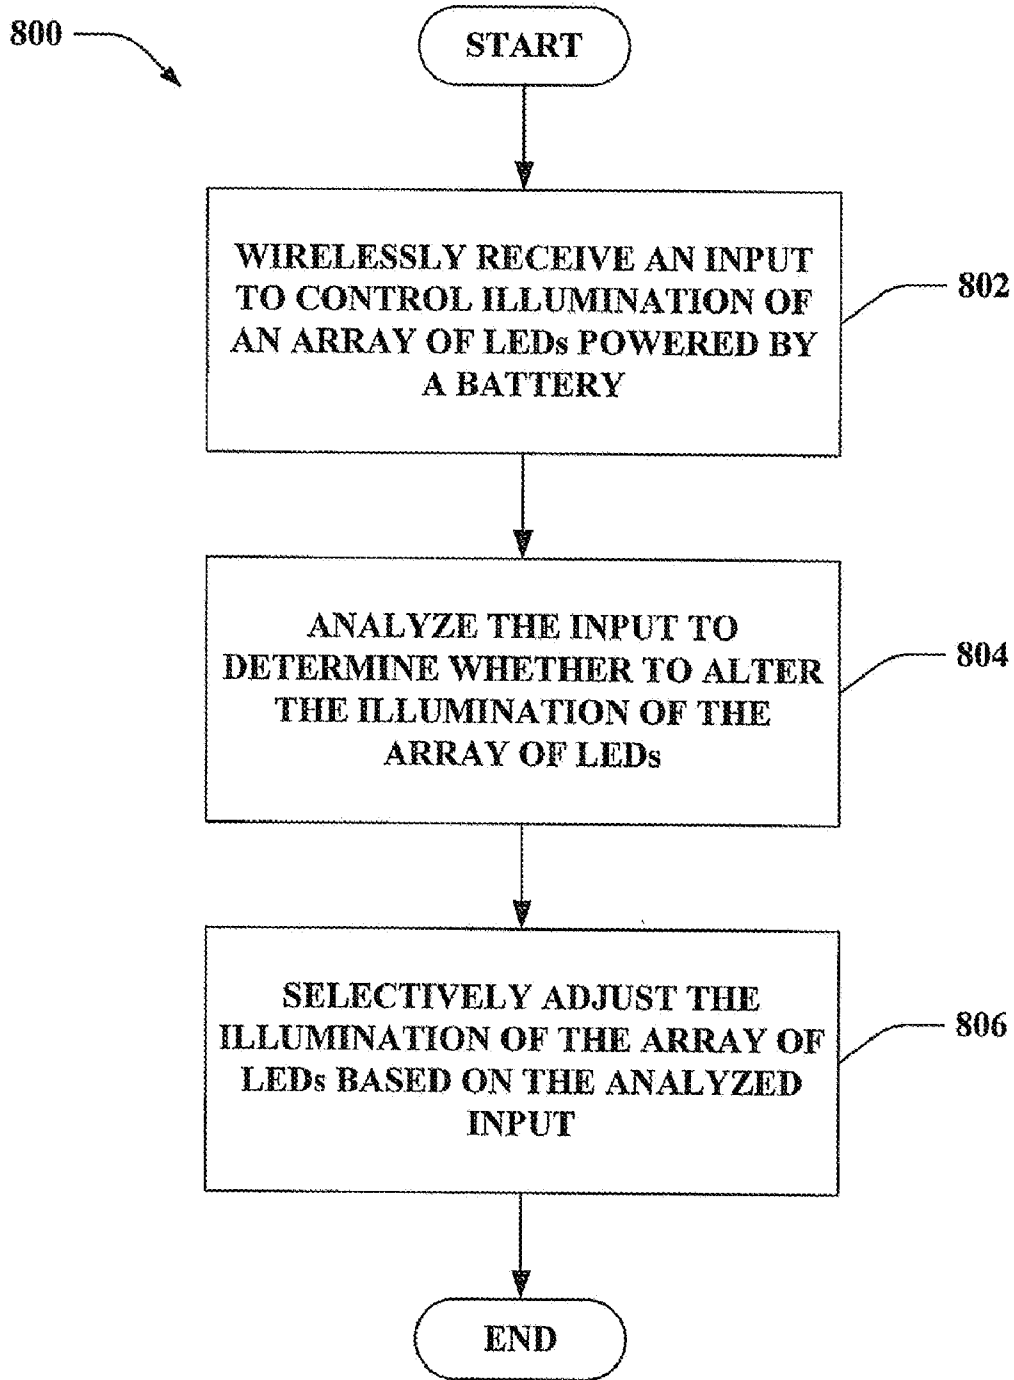 800
START
WIRELESSLY RECEIVE AN INPUT
TO CONTROL ILLUMINATION OF
AN ARRAY OF LEDs POWERED BY
A BATTERY
802
ANALYZE THE INPUT TO
DETERMINE WHETHER TO ALTER
THE ILLUMINATION OF THE
ARRAY OF LEDs
804
SELECTIVELY ADJUST THE
ILLUMINATION OF THE ARRAY OF
LEDs BASED ON THE ANALYZED
INPUT
806
END